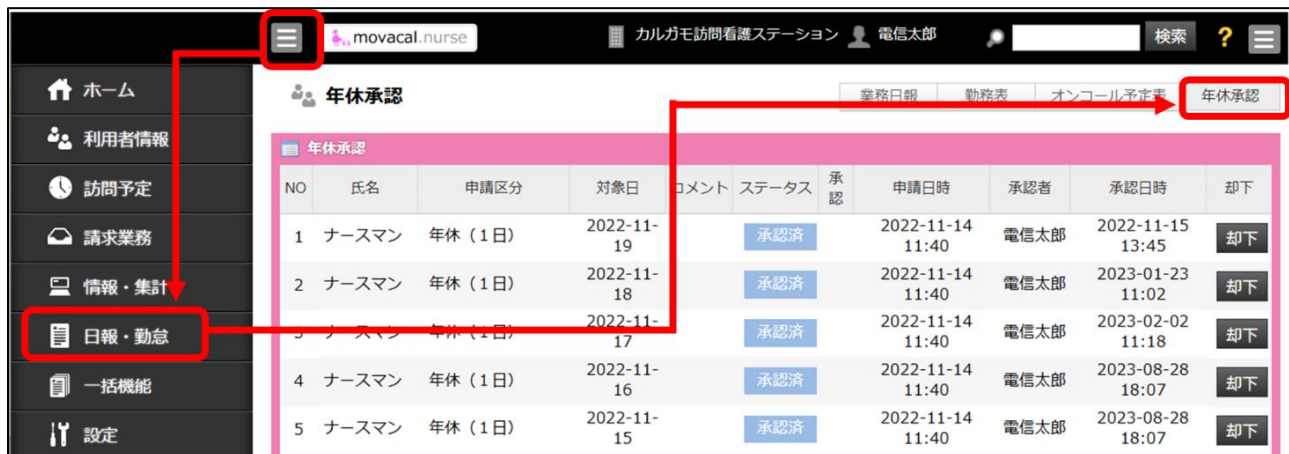 movacal.nurse カルガモ訪問看護ステーション 電信太郎 検索 ?
ホーム
利用者情報
訪問予定
請求業務
情報・集計
日報・勤怠
一括機能
設定
年休承認
業務日報 勤務表 オンコール予定表 年休承認
年休承認
NO 氏名 申請区分 対象日 コメント ステータス 承認 申請日時 承認者 承認日時 却下
1 ナースマン 年休(1日) 2022-11-19 承認済 2022-11-14 11:40 電信太郎 2022-11-15 13:45 却下
2 ナースマン 年休(1日) 2022-11-18 承認済 2022-11-14 11:40 電信太郎 2023-01-23 11:02 却下
3 ナースマン 年休(1日) 2022-11-17 承認済 2022-11-14 11:40 電信太郎 2023-02-02 11:18 却下
4 ナースマン 年休(1日) 2022-11-16 承認済 2022-11-14 11:40 電信太郎 2023-08-28 18:07 却下
5 ナースマン 年休(1日) 2022-11-15 承認済 2022-11-14 11:40 電信太郎 2023-08-28 18:07 却下